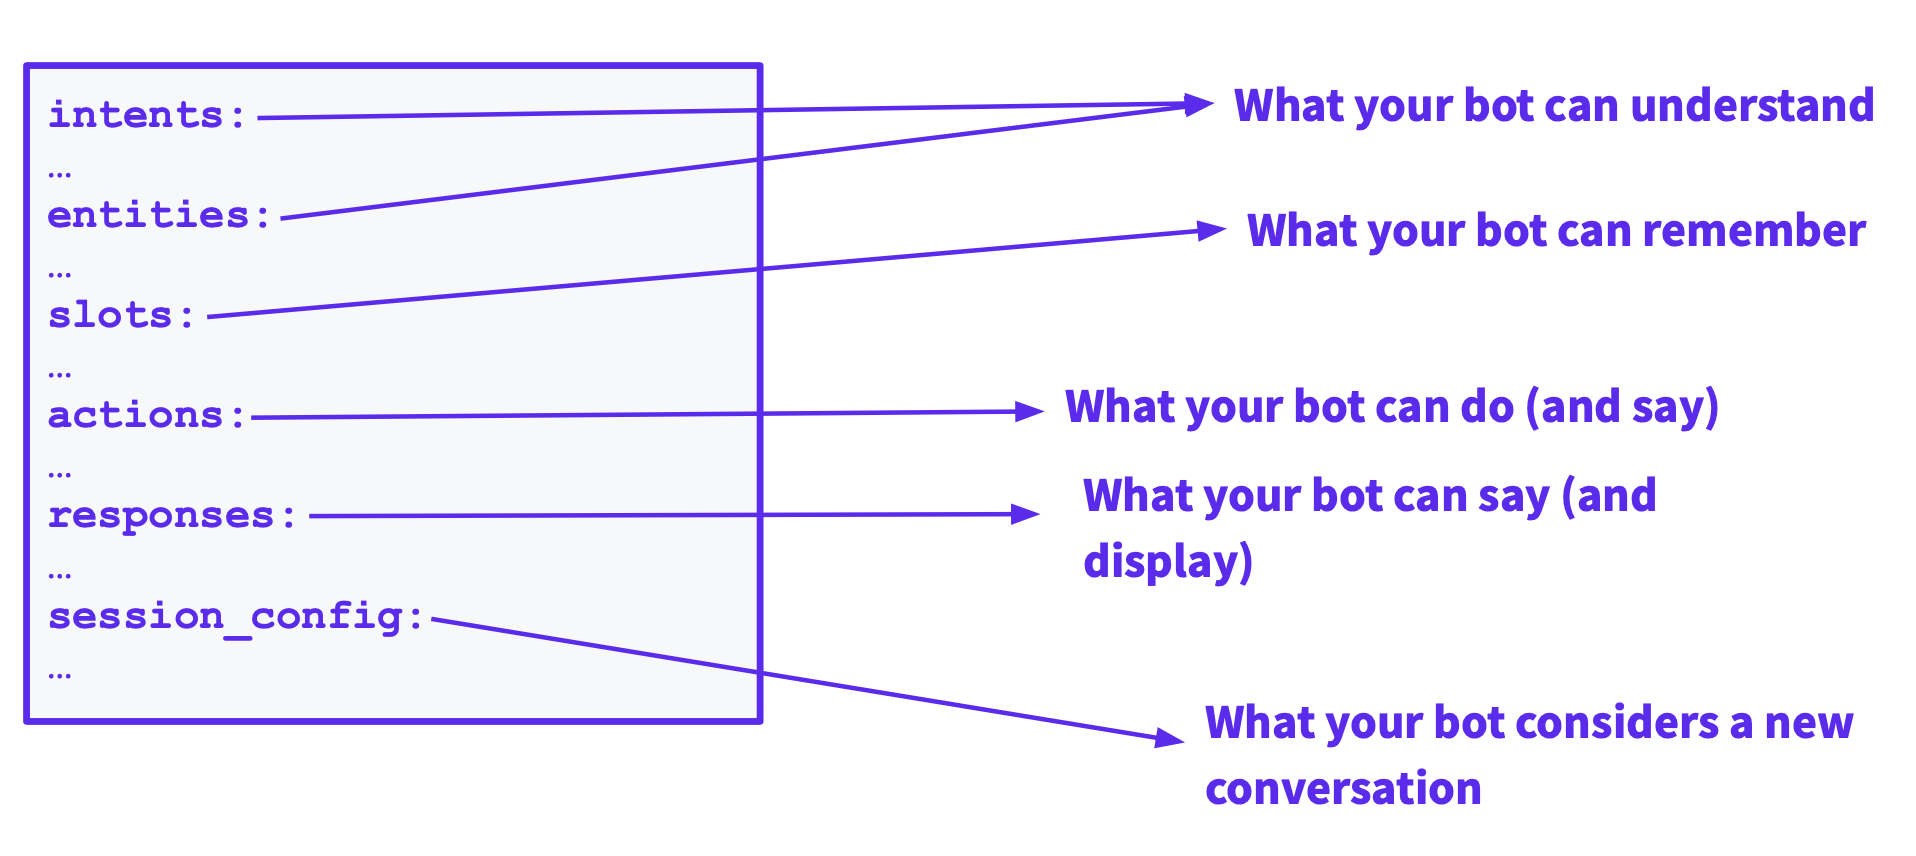 intents:
…
entities:
…
slots:
…
actions:
…
responses:
…
session_config:
…
What your bot can understand
What your bot can remember
What your bot can do (and say)
What your bot can say (and
display)
What your bot considers a new
conversation